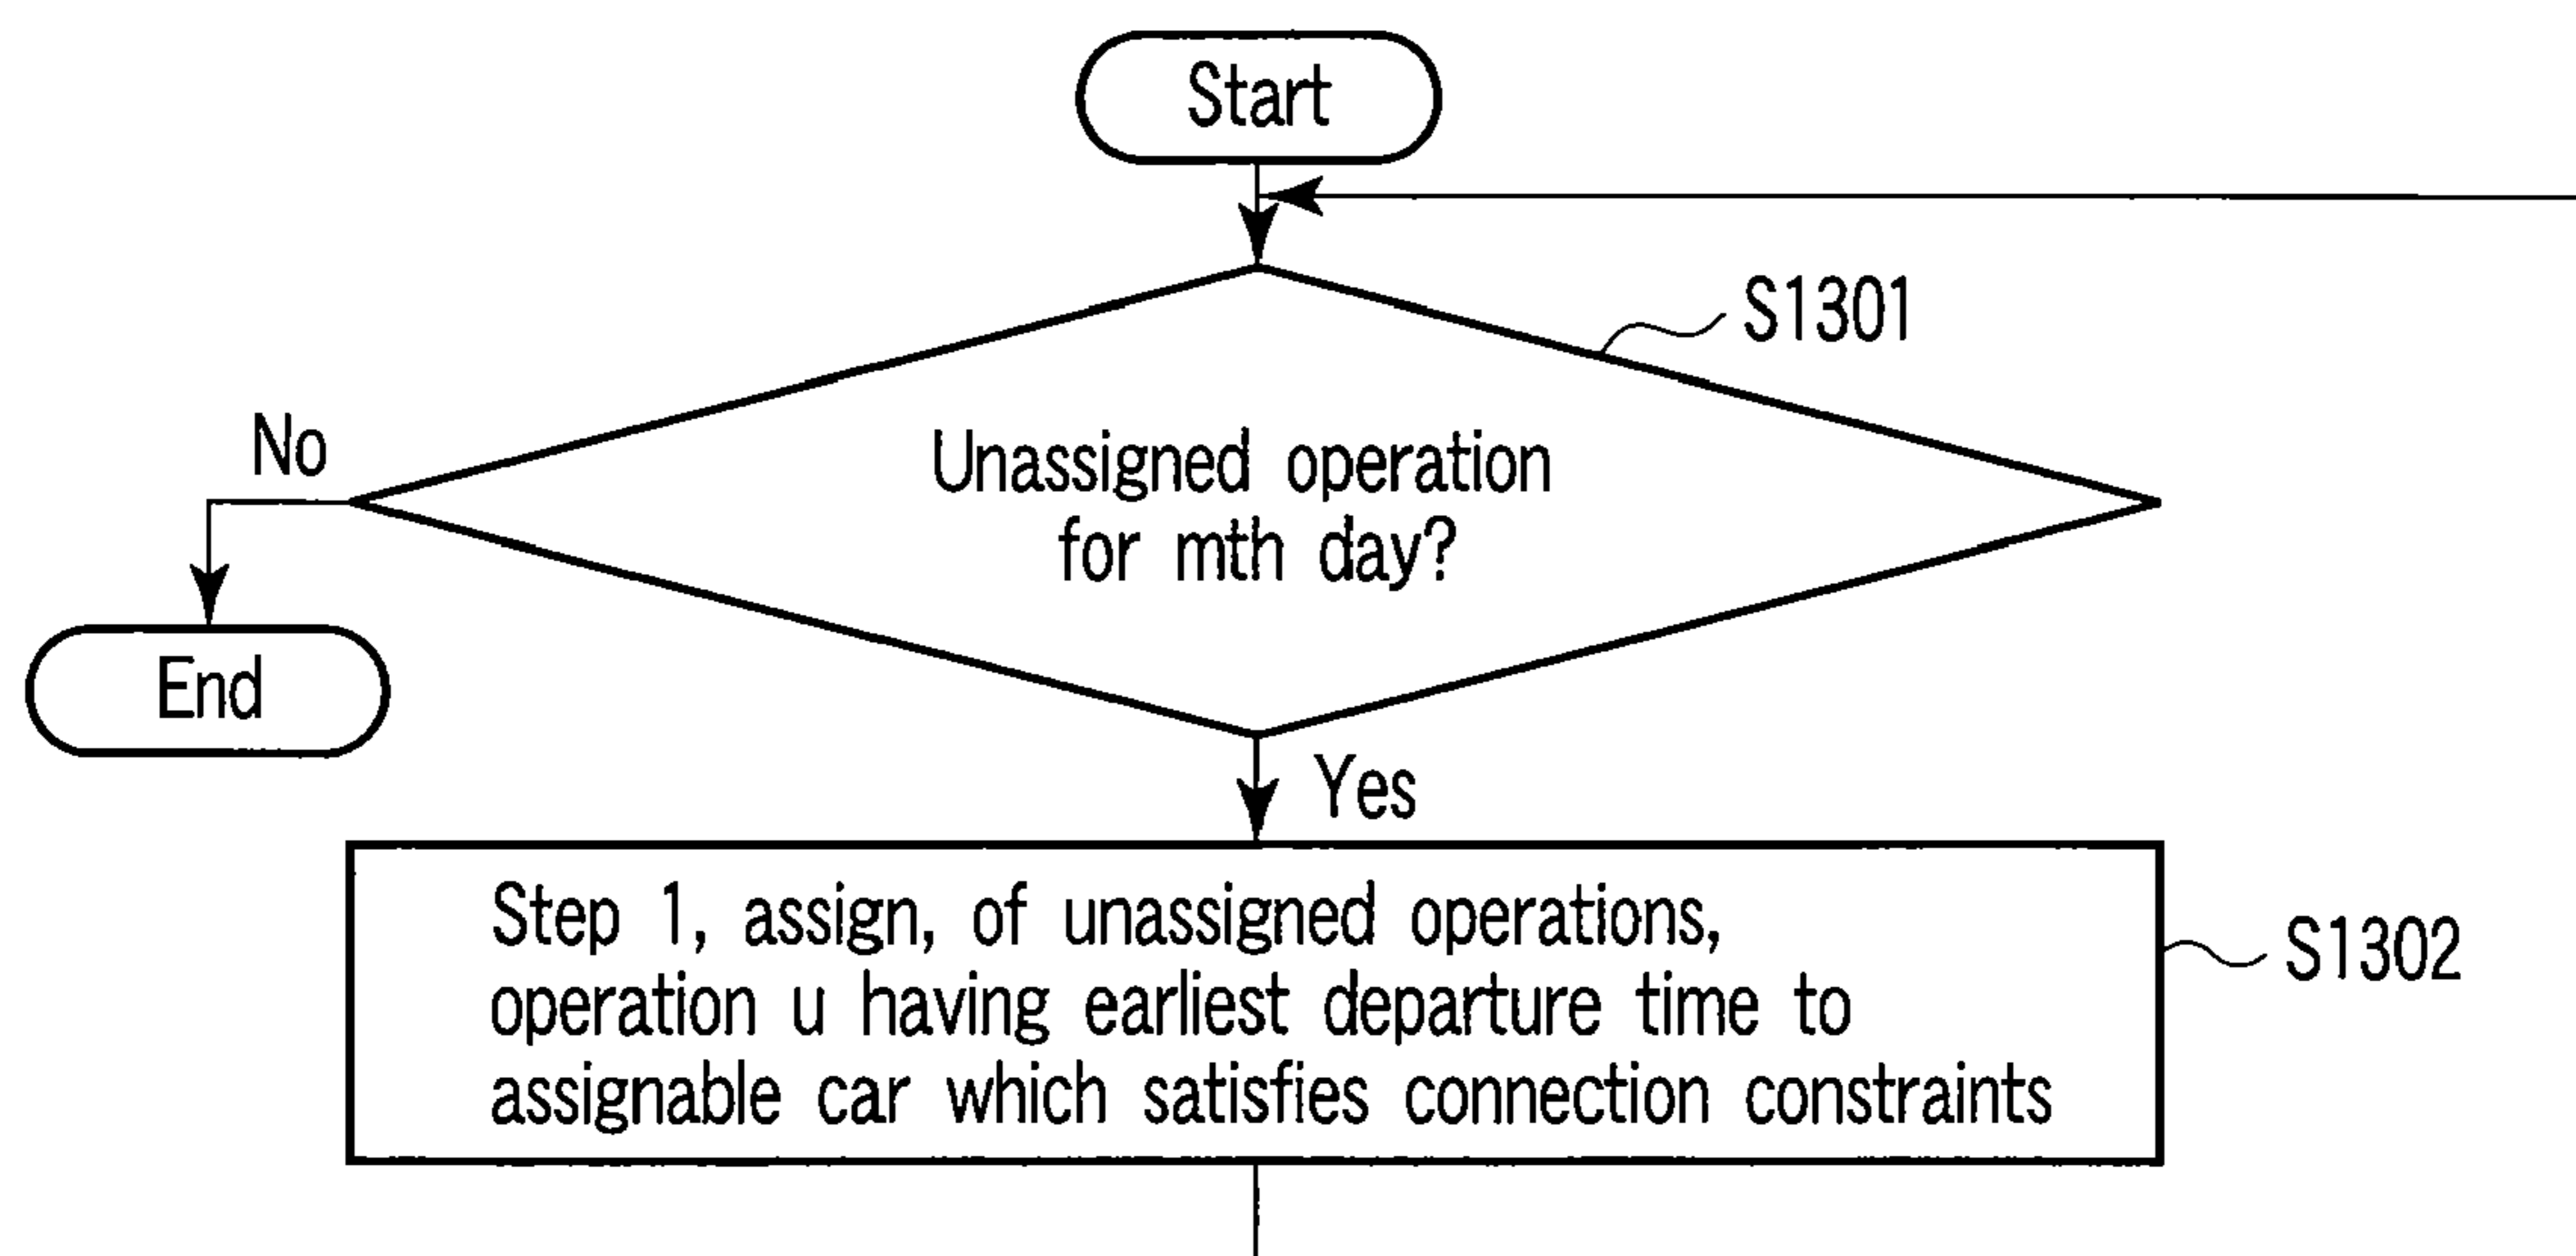 Start
S1301
No
Unassigned operation
for mth day?
End
Yes
Step 1, assign, of unassigned operations,
operation u having earliest departure time to
assignable car which satisfies connection constraints
S1302